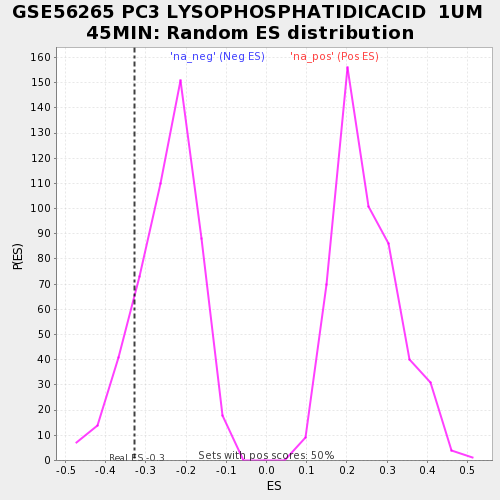 GSE56265 PC3 LYSOPHOSPHATIDICACID 1UM
45MIN: Random ES distribution
'na_neg' (Neg ES) 'na_pos' (Pos ES)
160
150
140
130
120
110
100
90
80
70
60
50
40
30
20
10
0
P(ES)
Real ES -0.3
Sets with pos scores: 50%
-0.5 -0.4 -0.3 -0.2 -0.1 0.0 0.1 0.2 0.3 0.4 0.5
ES